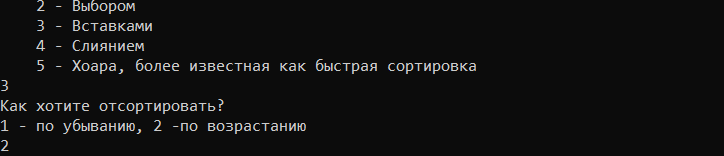 2 - Выбором
3 - Вставками
4 - Слиянием
5 - Хоара, более известная как быстрая сортировка
3
Как хотите отсортировать?
1 - по убыванию, 2 -по возрастанию
2